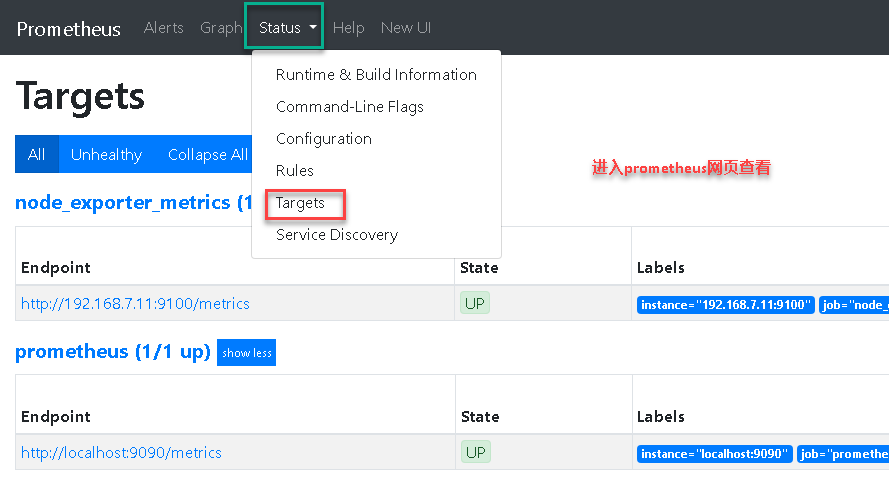 Prometheus Alerts Graph Status Help New UI
Runtime & Build Information
Command-Line Flags
Configuration
Rules
Targets
Service Discovery
Targets
All Unhealthy Collapse All
进入prometheus网页查看
node_exporter_metrics (1
Endpoint State Labels
http://192.168.7.11:9100/metrics UP instance="192.168.7.11:9100" job="node_
prometheus (1/1 up) show less
Endpoint State Labels
http://localhost:9090/metrics UP instance="localhost:9090" job="promethe